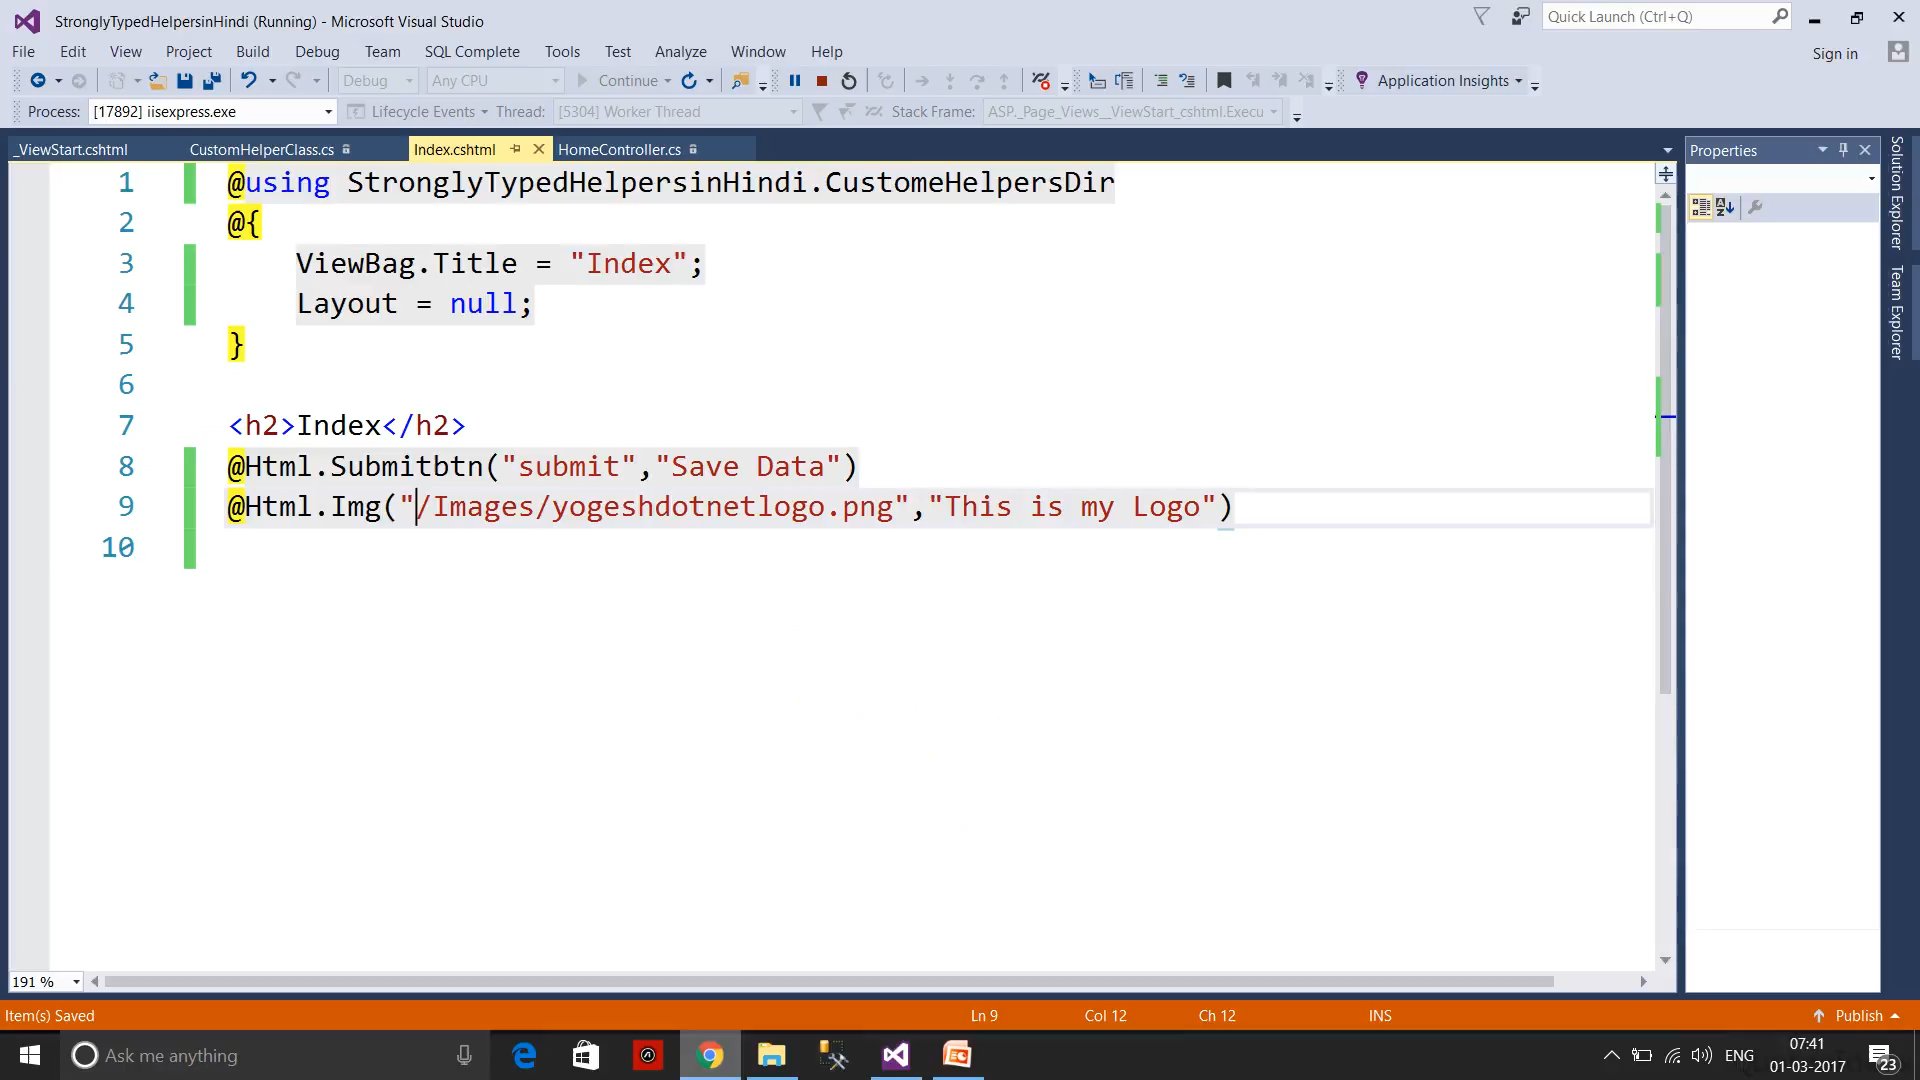 StronglyTypedHelpersinHindi (Running) - Microsoft Visual Studio
Quick Launch (Ctrl+Q)
File Edit View Project Build Debug Team SQL Complete Tools Test Analyze Window Help
Sign in
Debug Any CPU Continue Application Insights
Process: [17892] iisexpress.exe Lifecycle Events Thread: [5304] Worker Thread Stack Frame: ASP._Page_Views__ViewStart_cshtml.Execu
_ViewStart.cshtml CustomHelperClass.cs Index.cshtml HomeController.cs
Properties
Solution Explorer
Team Explorer
1 @using StronglyTypedHelpersinHindi.CustomeHelpersDir
2 @{
3 ViewBag.Title = "Index";
4 Layout = null;
5 }
6
7 <h2>Index</h2>
8 @Html.Submitbtn("submit","Save Data")
9 @Html.Img("/Images/yogeshdotnetlogo.png","This is my Logo")
10
191 %
Item(s) Saved Ln 9 Col 12 Ch 12 INS Publish
Ask me anything
ENG
07:41
01-03-2017
23